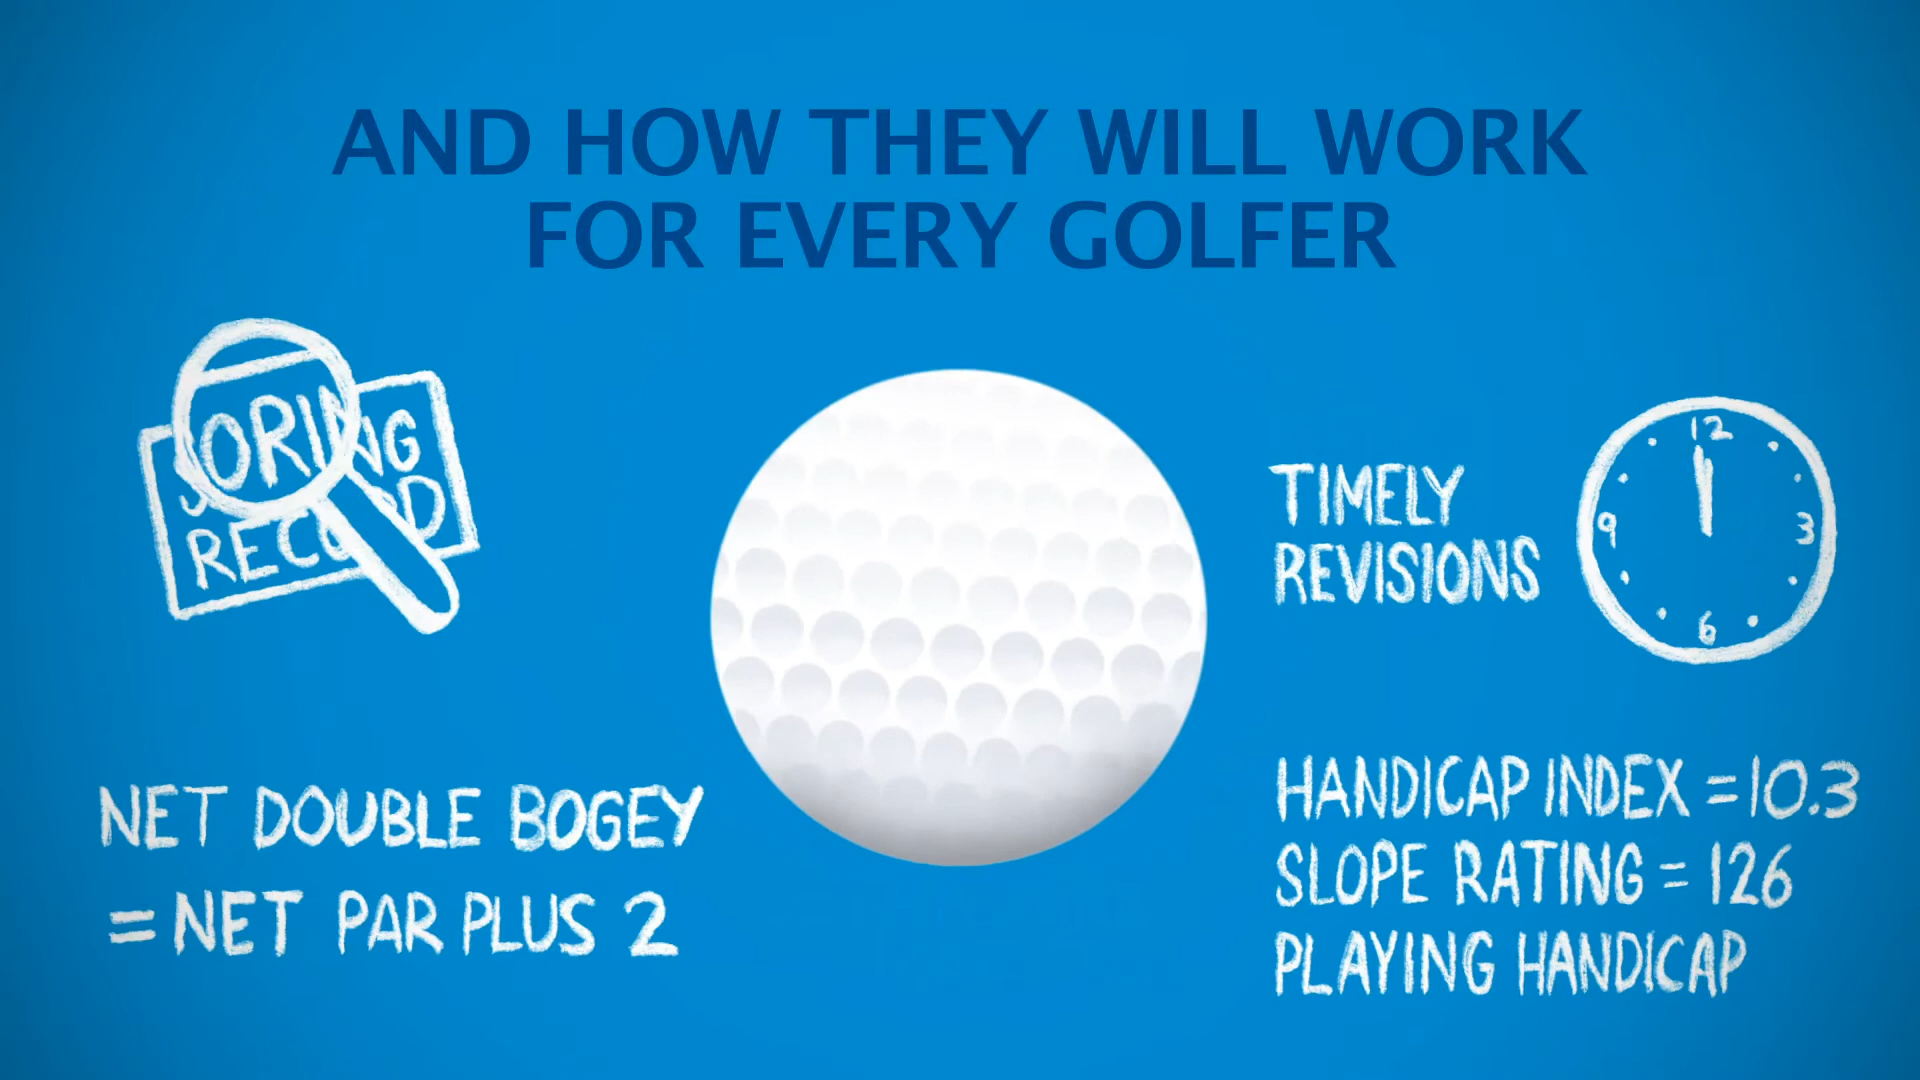 AND HOW THEY WILL WORK
FOR EVERY GOLFER
RECORD
TIMELY
REVISIONS
12
9
3
6
NET DOUBLE BOGEY
= NET PAR PLUS 2
HANDICAP INDEX = 10.3
SLOPE RATING = 126
PLAYING HANDICAP